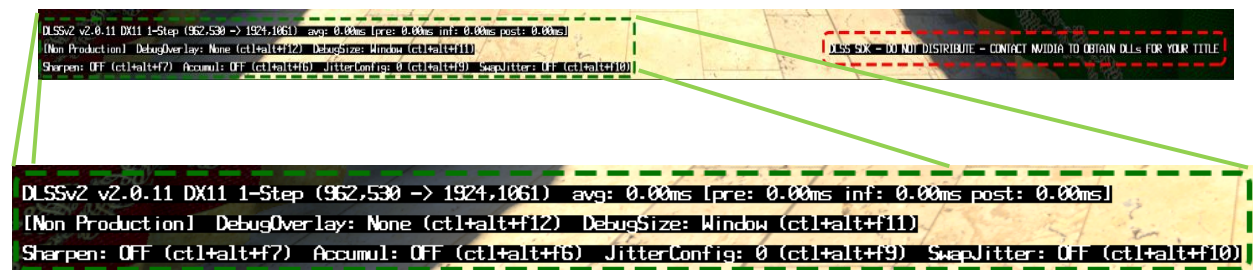 DLSSv2 v2.0.11 DX11 1-Step (962,530 -> 1924,1061) avg: 0.00ms [pre: 0.00ms inf: 0.00ms post: 0.00ms]
[Non Production] DebugOverlay: None (ctl+alt+f12) DebugSize: Window (ctl+alt+f11)
DLSS SDK - DO NOT DISTRIBUTE - CONTACT NVIDIA TO OBTAIN DLLs FOR YOUR TITLE
Sharpen: OFF (ctl+alt+f7) Accumul: OFF (ctl+alt+f6) JitterConfig: 0 (ctl+alt+f9) SwapJitter: OFF (ctl+alt+f10)
DLSSv2 v2.0.11 DX11 1-Step (962,530 -> 1924,1061) avg: 0.00ms [pre: 0.00ms inf: 0.00ms post: 0.00ms]
[Non Production] DebugOverlay: None (ctl+alt+f12) DebugSize: Window (ctl+alt+f11)
Sharpen: OFF (ctl+alt+f7) Accumul: OFF (ctl+alt+f6) JitterConfig: 0 (ctl+alt+f9) SwapJitter: OFF (ctl+alt+f10)